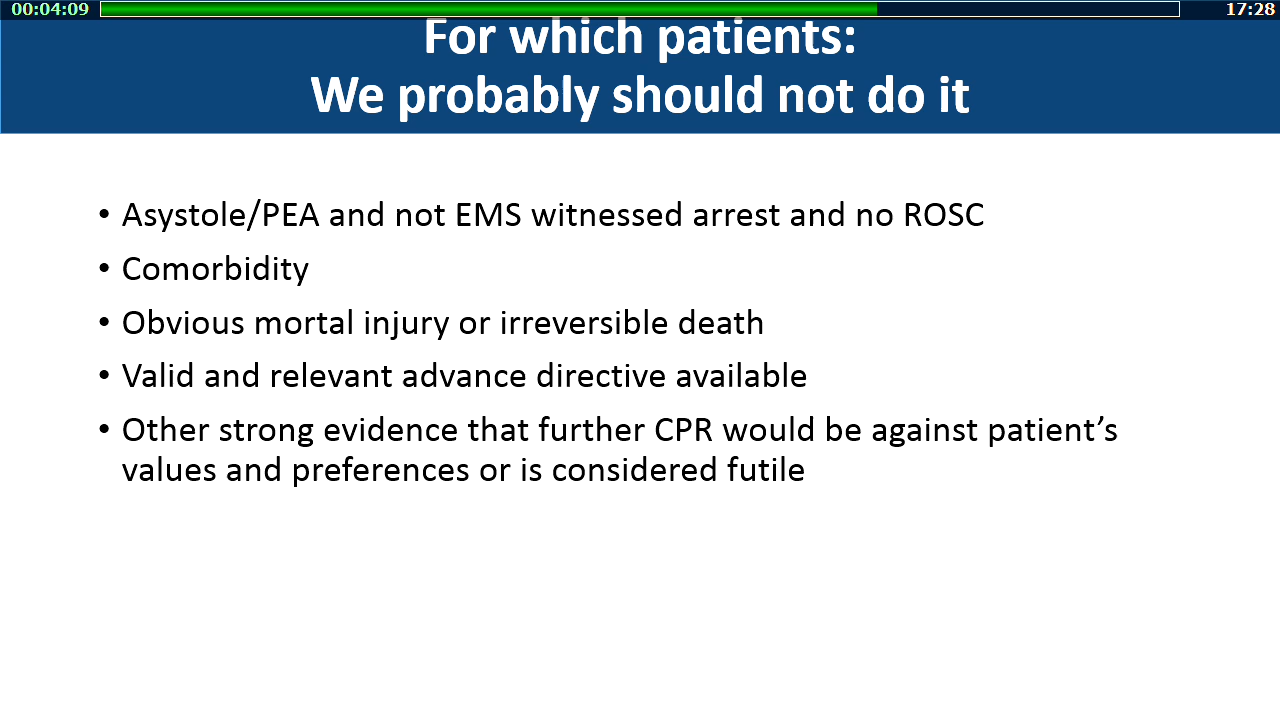 00:04:09
17:28
For which patients:
We probably should not do it
• Asystole/PEA and not EMS witnessed arrest and no ROSC
• Comorbidity
• Obvious mortal injury or irreversible death
• Valid and relevant advance directive available
• Other strong evidence that further CPR would be against patient’s
values and preferences or is considered futile